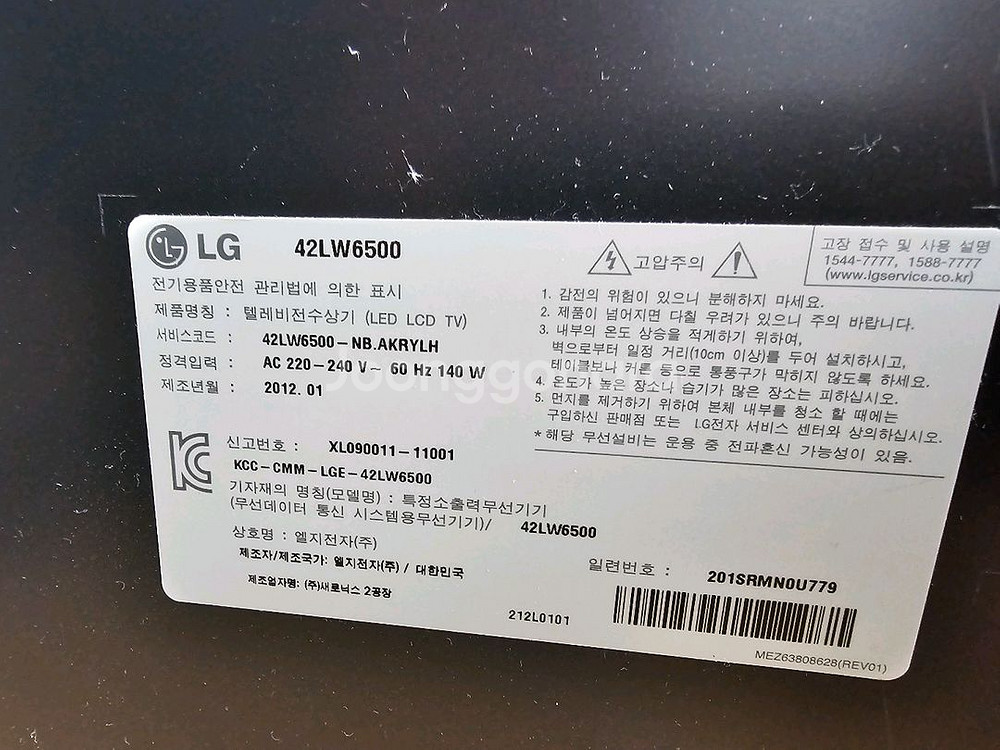 LG 42LW6500
전기용품안전 관리법에 의한 표시
제품명칭 : 텔레비전수상기 (LED LCD TV)
서비스코드 : 42LW6500-NB.AKRYLH
정격입력 : AC 220-240 V~ 60 Hz 140 W
제조년월 : 2012. 01
신고번호 : XL090011-11001
KCC-CMM-LGE-42LW6500
기자재의 명칭(모델명) : 특정소출력무선기기
(무선데이터 통신 시스템용무선기기)/ 42LW6500
상호명 : 엘지전자(주)
제조자/제조국가: 엘지전자(주) / 대한민국
제조업자명: (주)새로닉스 2공장
212L0101
고압주의
고장 접수 및 사용 설명
1544-7777, 1588-7777
(www.lgservice.co.kr)
1. 감전의 위험이 있으니 분해하지 마세요.
2. 제품이 넘어지면 다칠 우려가 있으니 주의 바랍니다.
3. 내부의 온도 상승을 적게하기 위하여,
벽으로부터 일정 거리(10cm 이상)를 두어 설치하시고,
테이블보나 커튼 등으로 통풍구가 막히지 않도록 하세요.
4. 온도가 높은 장소나 습기가 많은 장소는 피하십시오.
5. 먼지를 제거하기 위하여 본체 내부를 청소 할 때에는
구입하신 판매점 또는 LG전자 서비스 센터와 상의하십시오.
*해당 무선설비는 운용 중 전파혼신 가능성이 있음.
일련번호 : 201SRMN0U779
MEZ63808628(REV01)